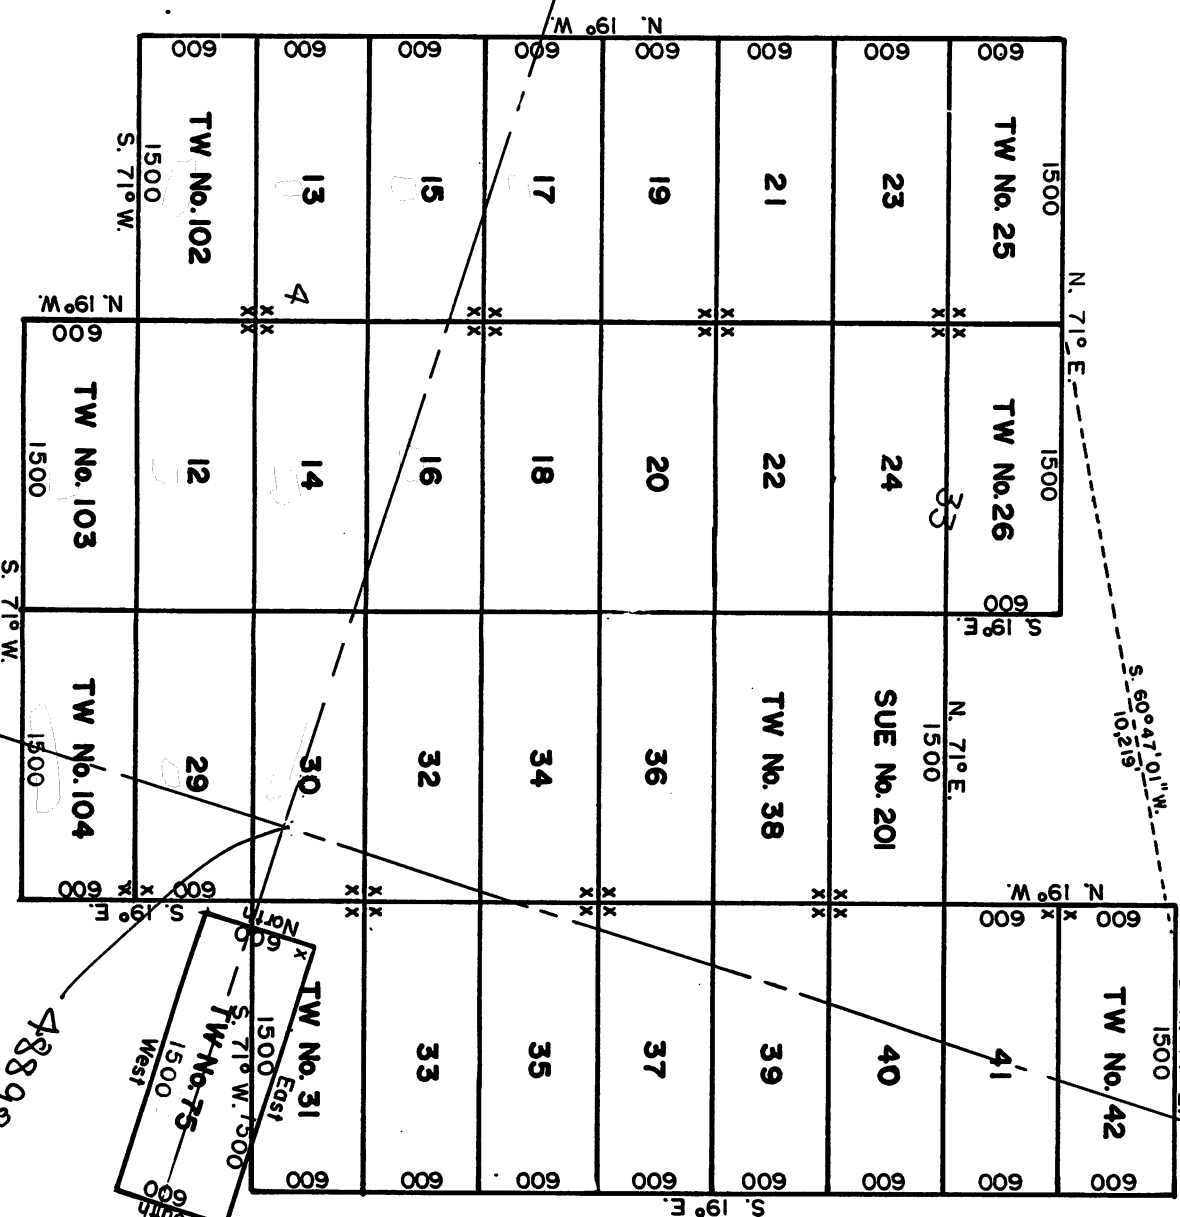 N. 19° W.
600 600 600 600 600 600 600 600
TW No. 102
13
15
17
19
21
23
TW No. 25
1500
S. 71° W.
1500
N. 71° E.
4
x x x x x x x x
x x x x x x x x
N. 19° W.
600
TW No. 103
12
14
16
18
20
22
24
TW No. 26
1500
1500
33
600
S. 19° E.
S. 71° W.
TW No. 104
29
30
32
34
36
TW No. 38
SUE No. 201
1500
N. 71° E.
1500
S. 60° 47' 01" W.
10,219'
600
x x
600
S. 19° E.
x x x x x x
x x x x x x
N. 19° W.
600
x x
600
North
600
x
TW No. 31
33
35
37
39
40
41
TW No. 42
1500
1500
East
S. 71° W. 1500
TW No. 75
1500
West
600
600 600 600 600 600 600 600 600
S. 19° E.